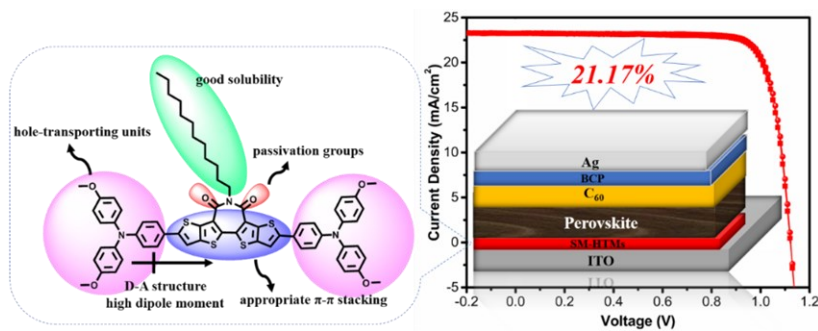 good solubility
hole-transporting units
passivation groups
O
O
N
O
O
N
S
S
S
S
N
O
O
D-A structure
high dipole moment
appropriate π-π stacking
Current Density (mA/cm²)
25
20
15
10
5
0
-5
21.17%
Ag
BCP
C₆₀
Perovskite
SM-HTMs
ITO
ITO
-0.2
0.0
0.2
0.4
0.6
0.8
1.0
1.2
Voltage (V)